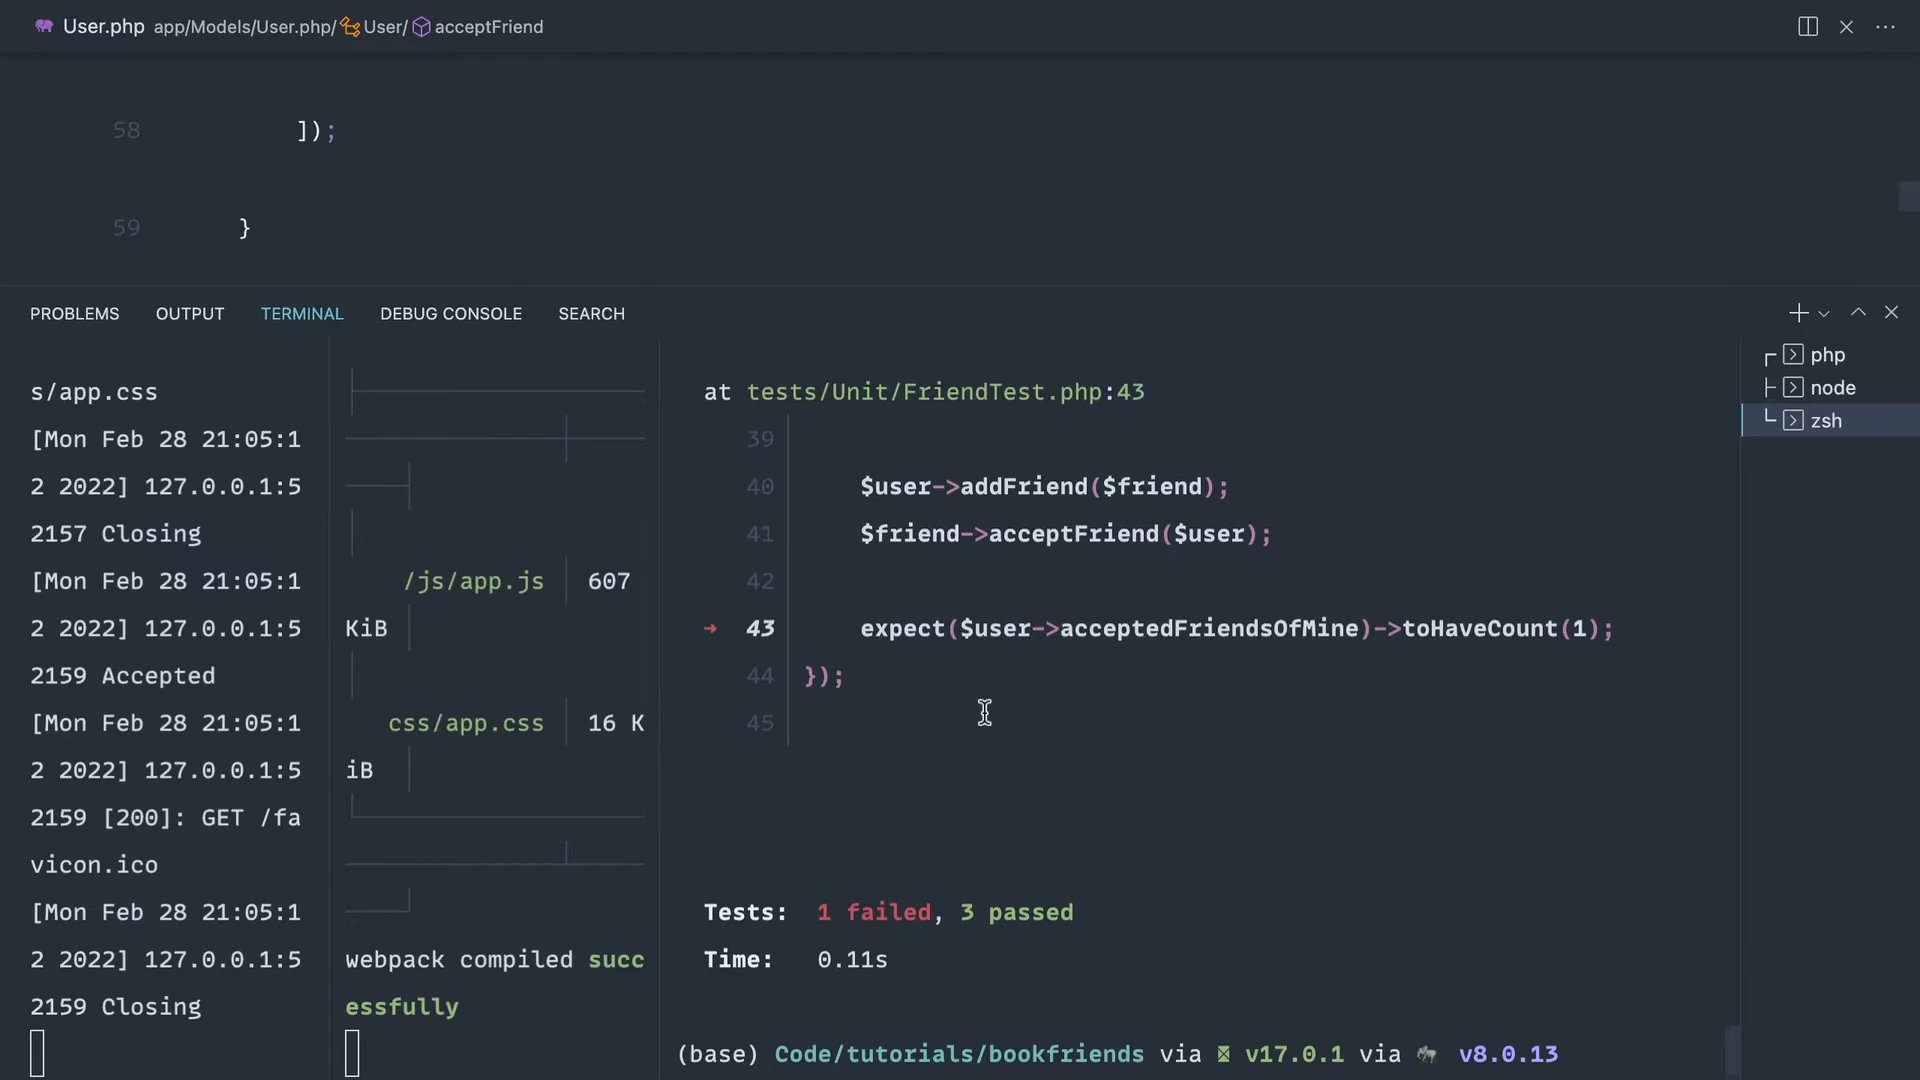 User.php app/Models/User.php/ User/ acceptFriend
58 ]);
59 }
PROBLEMS OUTPUT TERMINAL DEBUG CONSOLE SEARCH
s/app.css
[Mon Feb 28 21:05:1
2 2022] 127.0.0.1:5
2157 Closing
[Mon Feb 28 21:05:1
2 2022] 127.0.0.1:5
2159 Accepted
[Mon Feb 28 21:05:1
2 2022] 127.0.0.1:5
2159 [200]: GET /fa
vicon.ico
[Mon Feb 28 21:05:1
2 2022] 127.0.0.1:5
2159 Closing
/js/app.js 607
KiB
css/app.css 16 K
iB
webpack compiled succ
essfully
at tests/Unit/FriendTest.php:43
39
40 $user->addFriend($friend);
41 $friend->acceptFriend($user);
42
➜ 43 expect($user->acceptedFriendsOfMine)->toHaveCount(1);
44 });
45
Tests: 1 failed, 3 passed
Time: 0.11s
(base) Code/tutorials/bookfriends via v17.0.1 via 🐘 v8.0.13
php
node
zsh